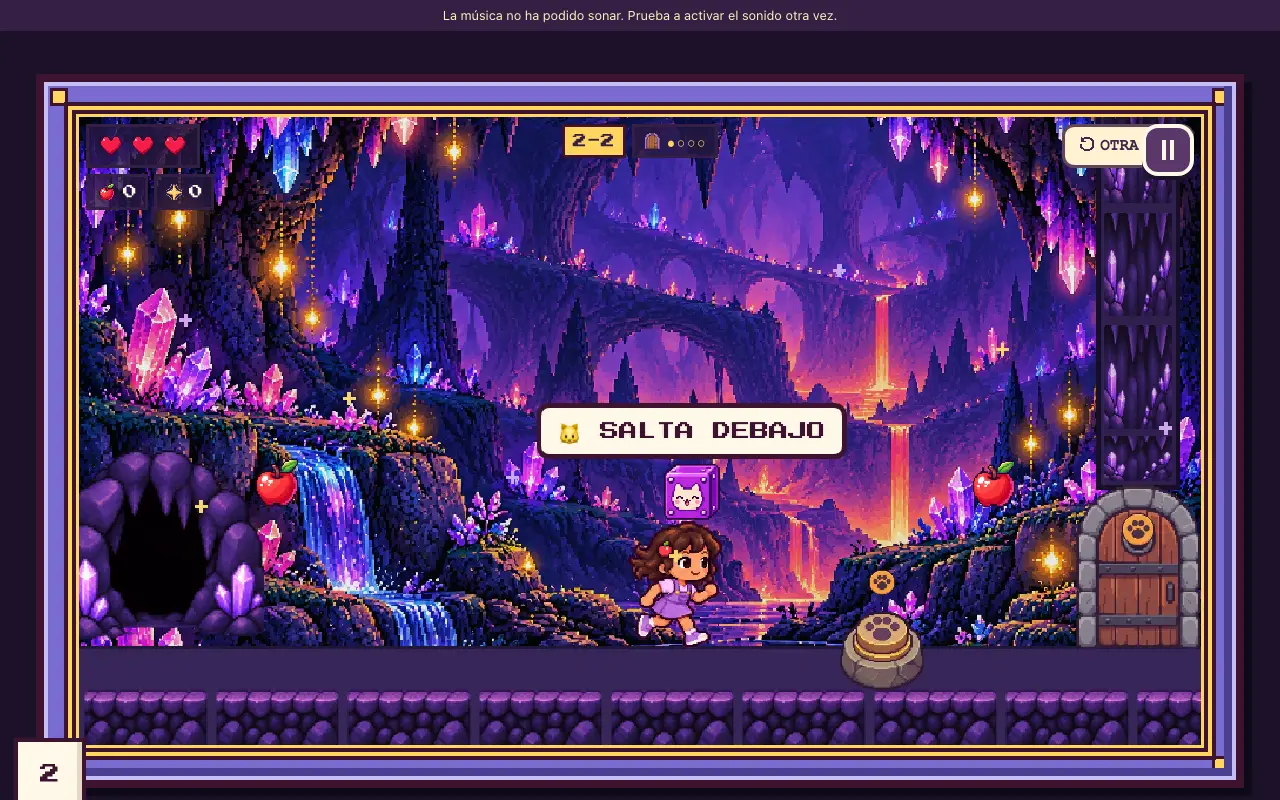 La música no ha podido sonar. Prueba a activar el sonido otra vez.
2-2
OTRA
0
0
SALTA DEBAJO
2